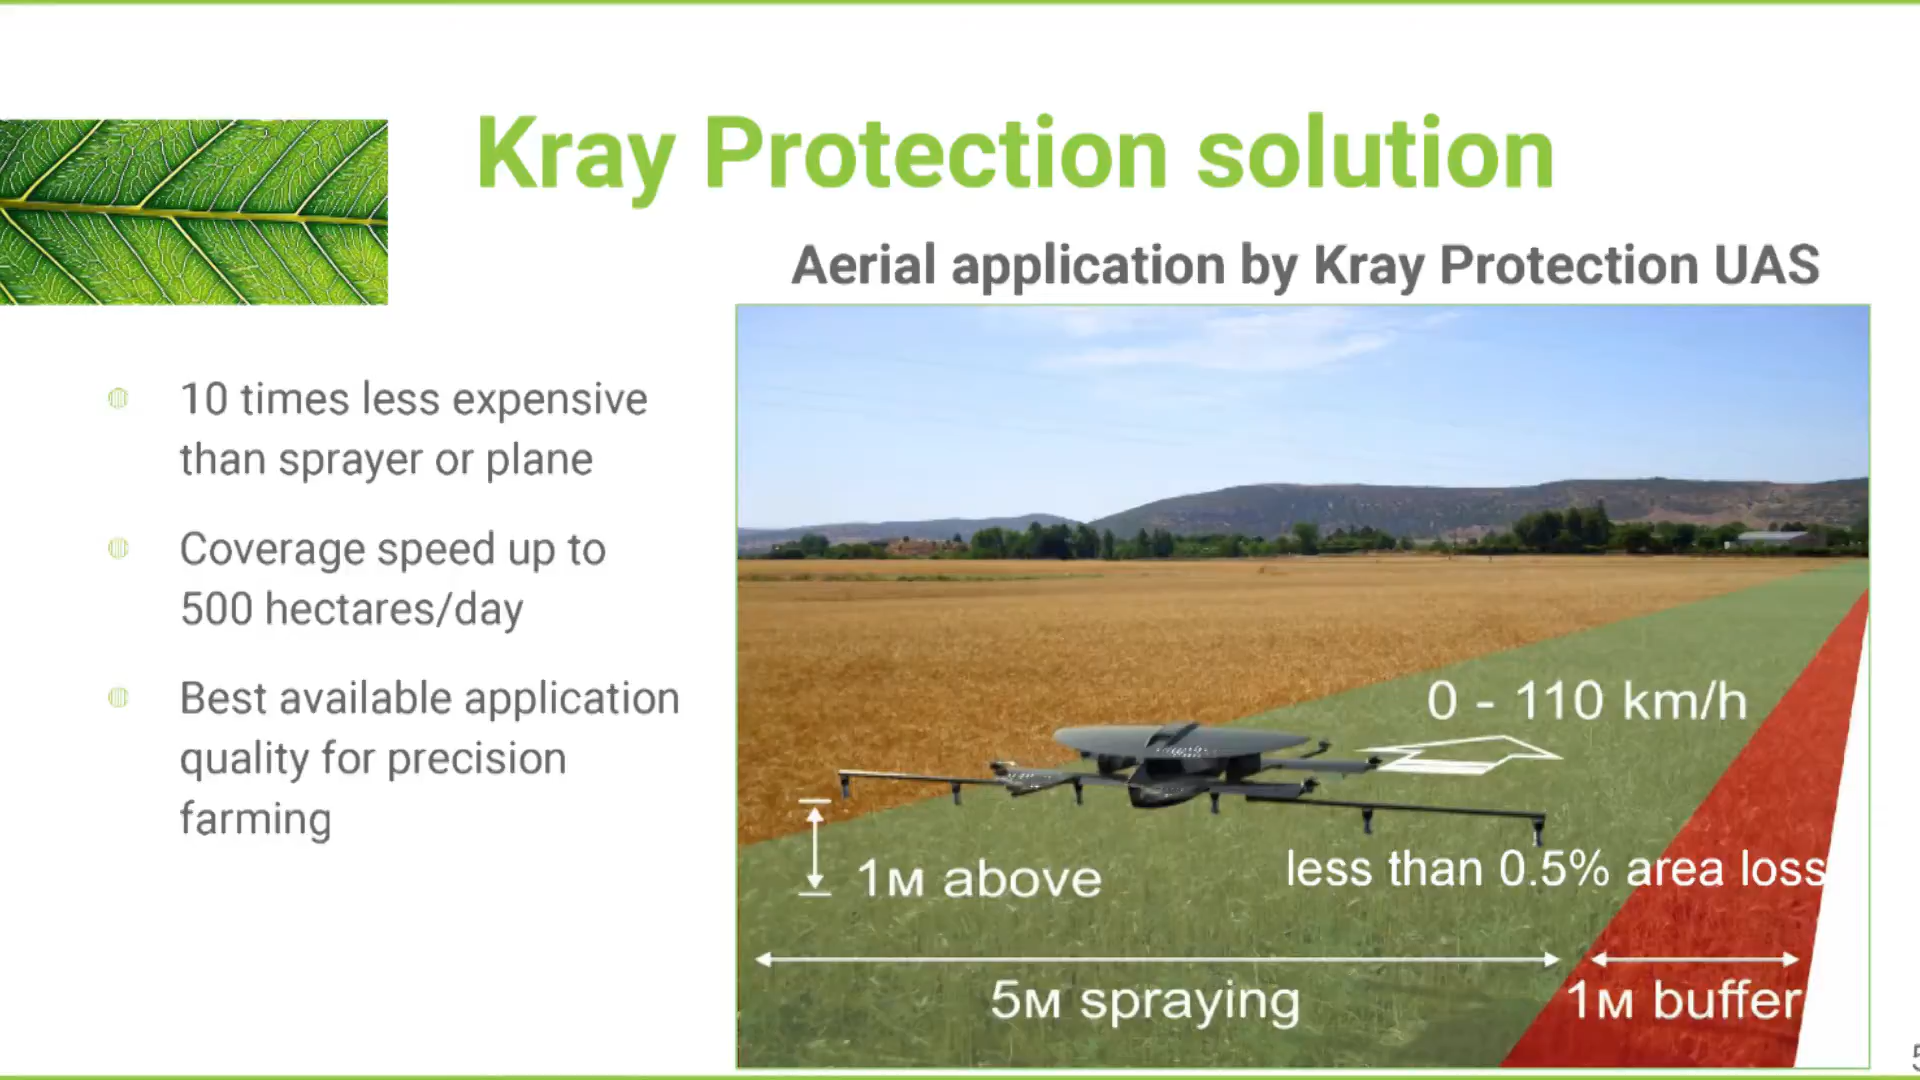 Kray Protection solution
Aerial application by Kray Protection UAS
10 times less expensive
than sprayer or plane
Coverage speed up to
500 hectares/day
Best available application
quality for precision
farming
0 - 110 km/h
1м above
less than 0.5% area loss
5м spraying
1м buffer